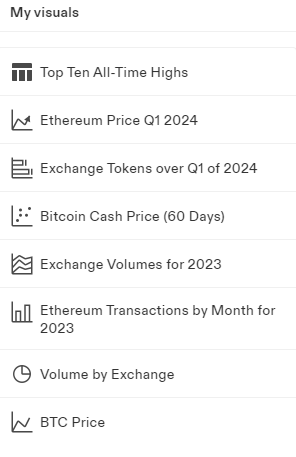 My visuals
Top Ten All-Time Highs
Ethereum Price Q1 2024
Exchange Tokens over Q1 of 2024
Bitcoin Cash Price (60 Days)
Exchange Volumes for 2023
Ethereum Transactions by Month for
2023
Volume by Exchange
BTC Price